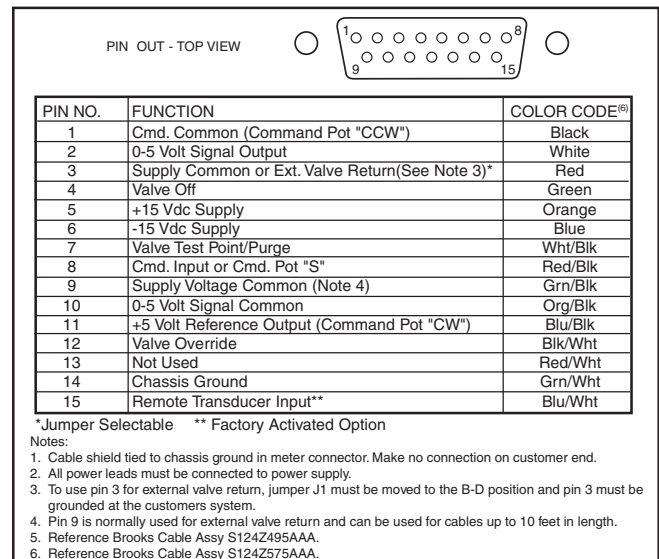 PIN OUT - TOP VIEW
1 8
9 15
PIN NO. FUNCTION COLOR CODE(6)
1 Cmd. Common (Command Pot "CCW") Black
2 0-5 Volt Signal Output White
3 Supply Common or Ext. Valve Return(See Note 3)* Red
4 Valve Off Green
5 +15 Vdc Supply Orange
6 -15 Vdc Supply Blue
7 Valve Test Point/Purge Wht/Blk
8 Cmd. Input or Cmd. Pot "S" Red/Blk
9 Supply Voltage Common (Note 4) Grn/Blk
10 0-5 Volt Signal Common Org/Blk
11 +5 Volt Reference Output (Command Pot "CW") Blu/Blk
12 Valve Override Blk/Wht
13 Not Used Red/Wht
14 Chassis Ground Grn/Wht
15 Remote Transducer Input** Blu/Wht
*Jumper Selectable ** Factory Activated Option
Notes:
1. Cable shield tied to chassis ground in meter connector. Make no connection on customer end.
2. All power leads must be connected to power supply.
3. To use pin 3 for external valve return, jumper J1 must be moved to the B-D position and pin 3 must be
grounded at the customers system.
4. Pin 9 is normally used for external valve return and can be used for cables up to 10 feet in length.
5. Reference Brooks Cable Assy S124Z495AAA.
6. Reference Brooks Cable Assy S124Z575AAA.